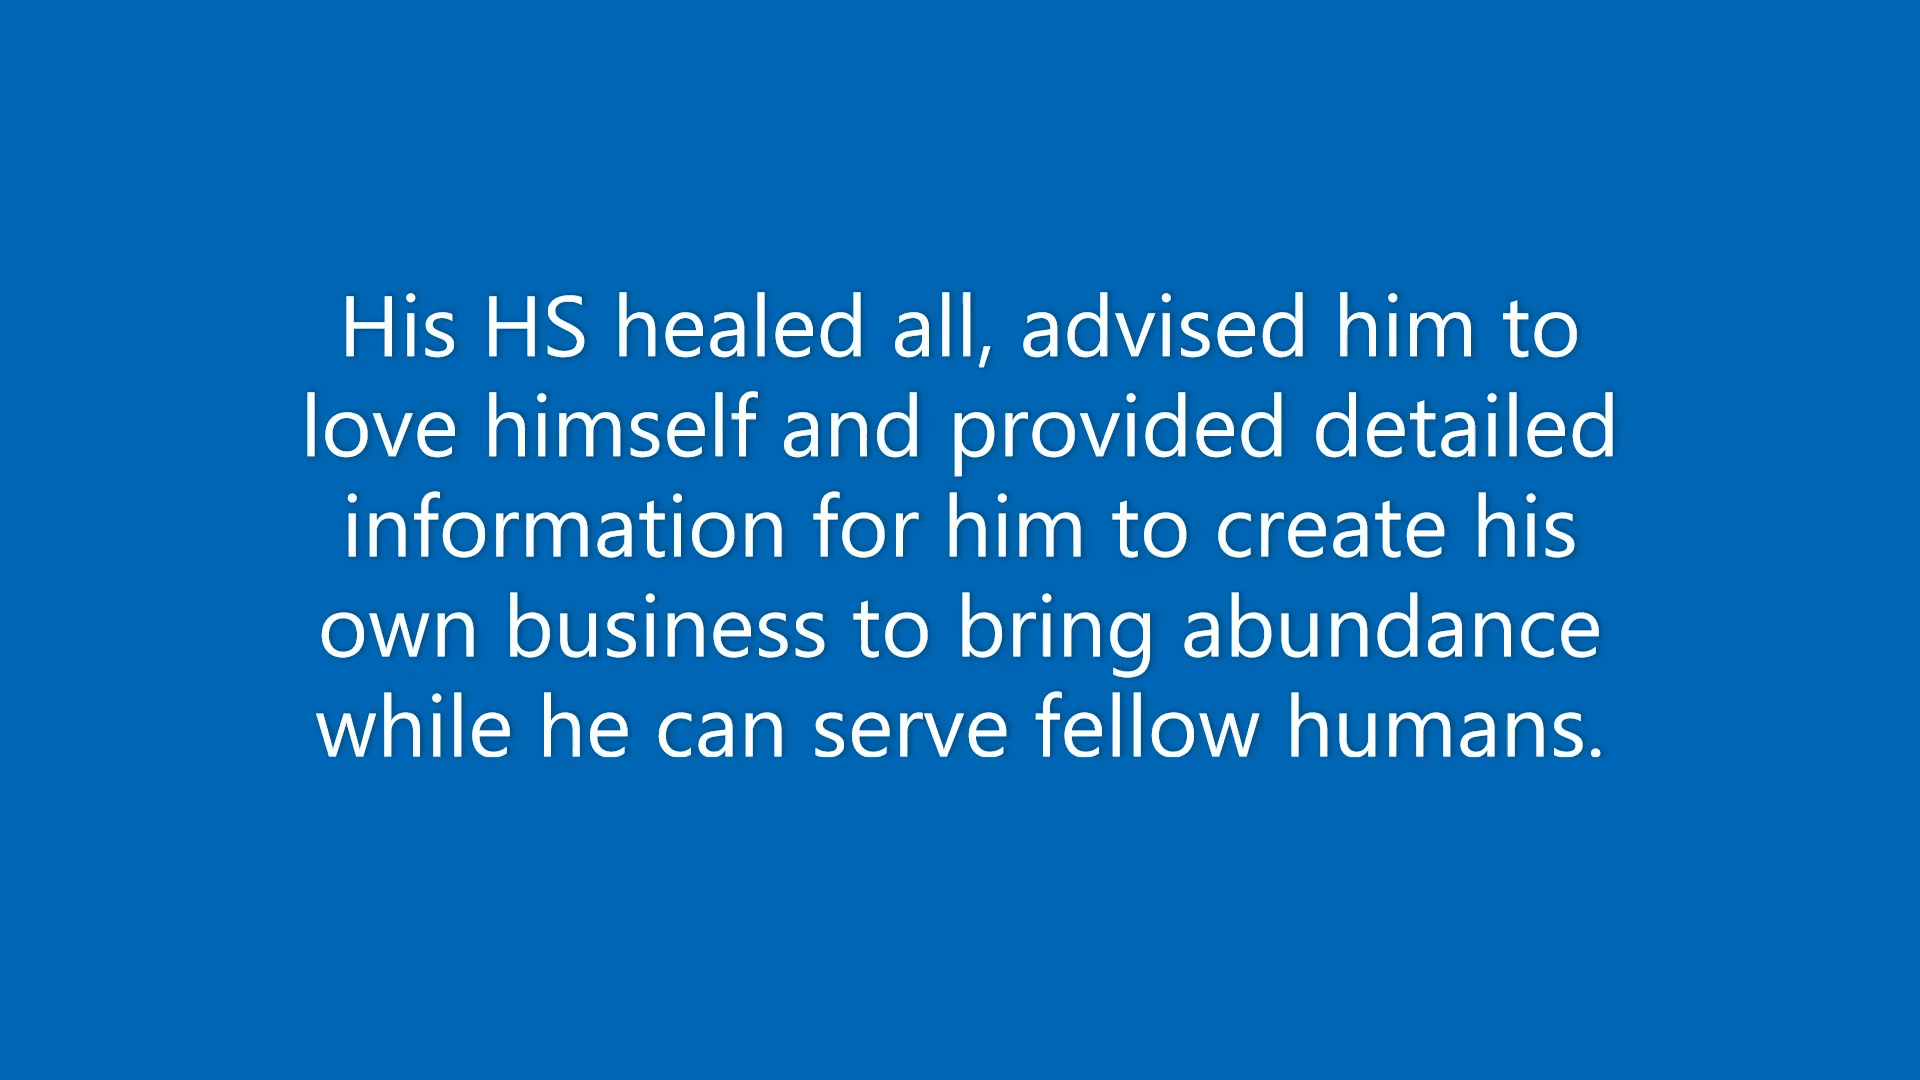 His HS healed all, advised him to
love himself and provided detailed
information for him to create his
own business to bring abundance
while he can serve fellow humans.